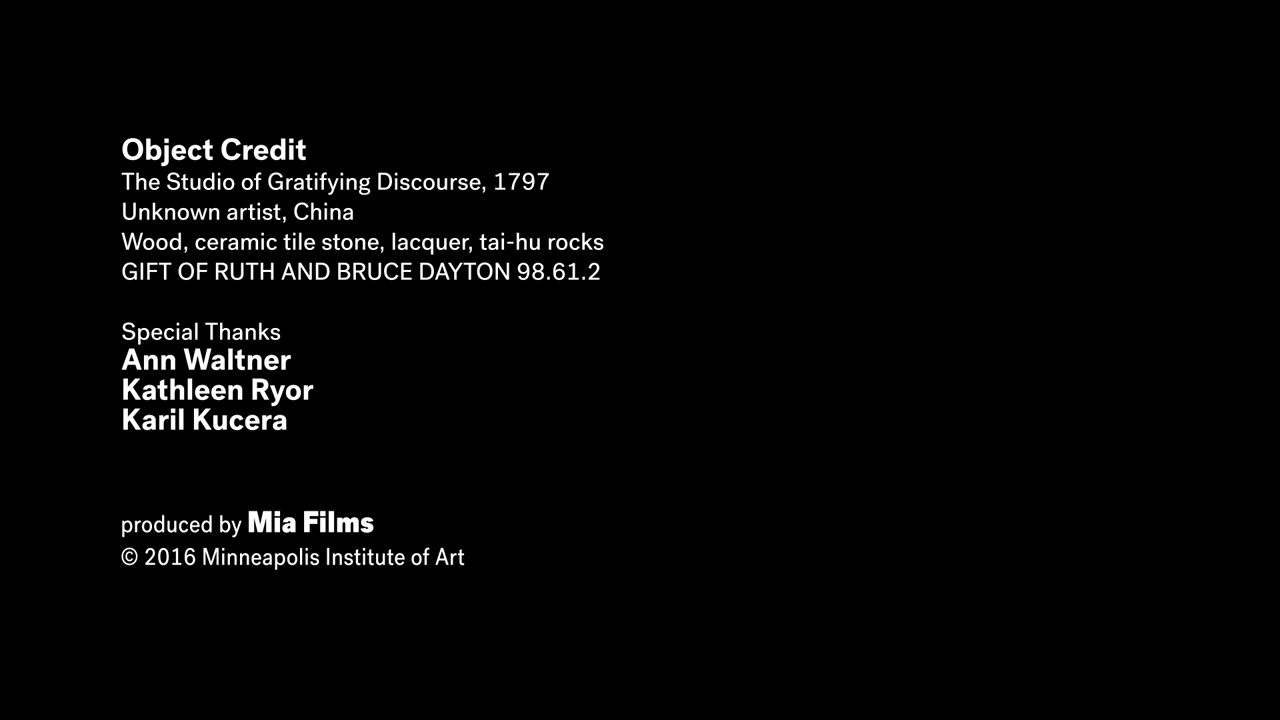 Object Credit
The Studio of Gratifying Discourse, 1797
Unknown artist, China
Wood, ceramic tile stone, lacquer, tai-hu rocks
GIFT OF RUTH AND BRUCE DAYTON 98.61.2
Special Thanks
Ann Waltner
Kathleen Ryor
Karil Kucera
produced by Mia Films
© 2016 Minneapolis Institute of Art